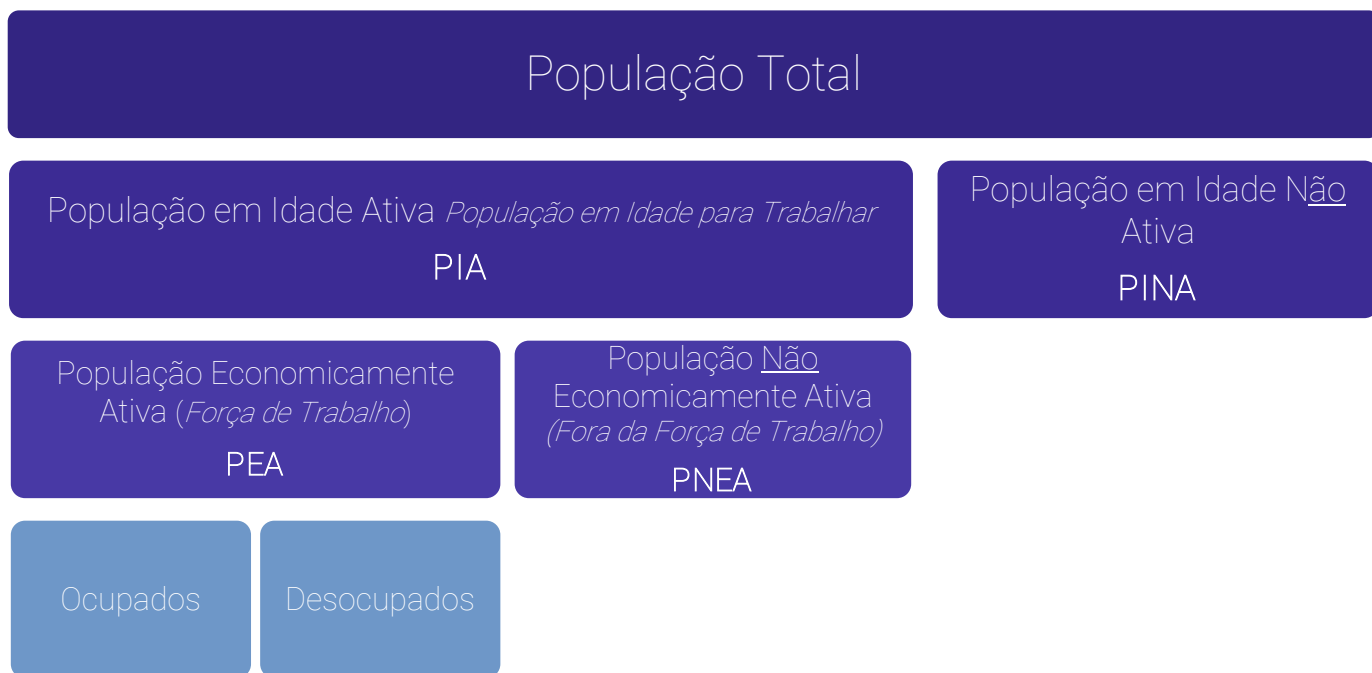 População Total
População em Idade Ativa População em Idade para Trabalhar
PIA
População em Idade Não
Ativa
PINA
População Economicamente
Ativa (Força de Trabalho)
PEA
População Não
Economicamente Ativa
(Fora da Força de Trabalho)
PNEA
Ocupados
Desocupados